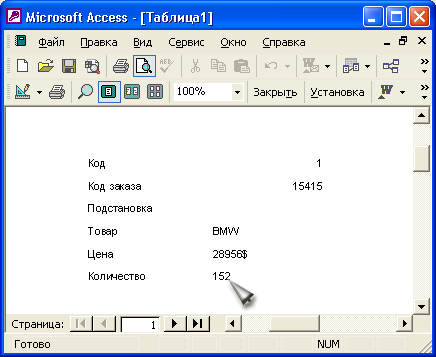 Microsoft Access - [Таблица1]
Файл Правка Вид Сервис Окно Справка
100% Закрыть Установка
Код 1
Код заказа 15415
Подстановка
Товар BMW
Цена 28956$
Количество 152
Страница: 1
Готово NUM